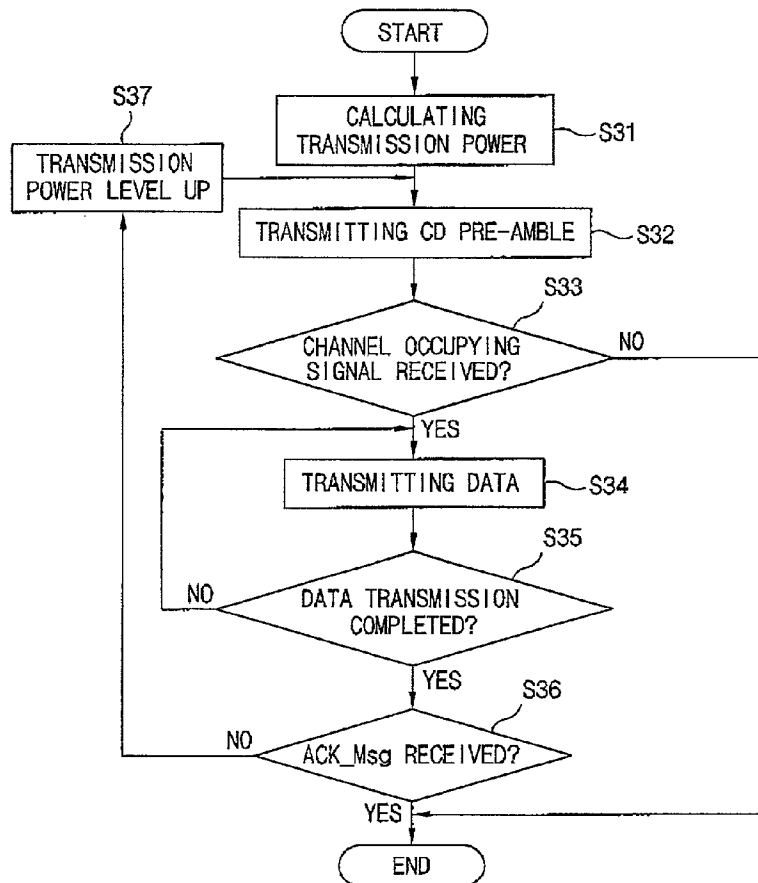 START
S37
CALCULATING
TRANSMISSION POWER
S31
TRANSMISSION
POWER LEVEL UP
TRANSMITTING CD PRE-AMBLE
S32
S33
CHANNEL OCCUPYING
SIGNAL RECEIVED?
NO
YES
TRANSMITTING DATA
S34
S35
NO
DATA TRANSMISSION
COMPLETED?
YES
S36
NO
ACK_Msg RECEIVED?
YES
END